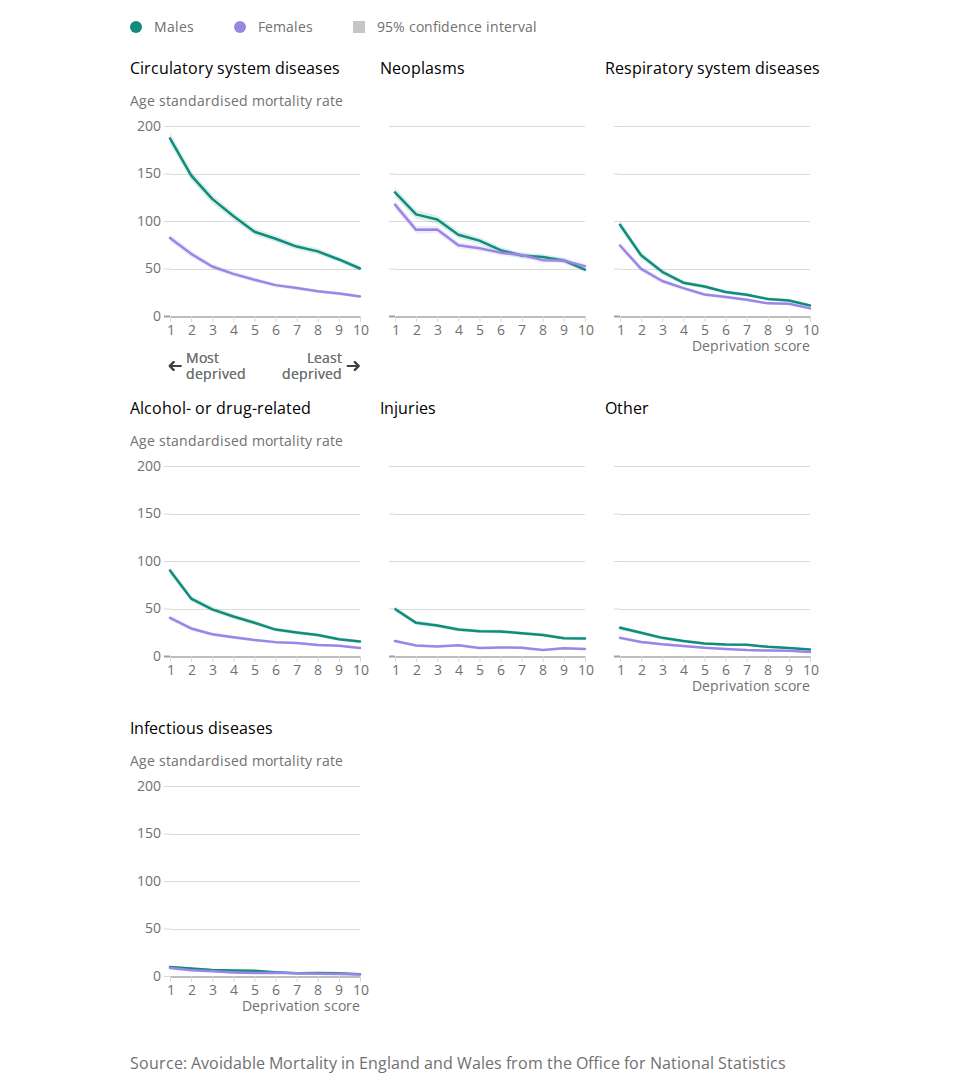 Males Females 95% confidence interval
Circulatory system diseases Neoplasms Respiratory system diseases
Age standardised mortality rate
200
150
100
50
0
1 2 3 4 5 6 7 8 9 10 1 2 3 4 5 6 7 8 9 10 1 2 3 4 5 6 7 8 9 10
Deprivation score
← Most deprived Least deprived →
Alcohol- or drug-related Injuries Other
Age standardised mortality rate
200
150
100
50
0
1 2 3 4 5 6 7 8 9 10 1 2 3 4 5 6 7 8 9 10 1 2 3 4 5 6 7 8 9 10
Deprivation score
Infectious diseases
Age standardised mortality rate
200
150
100
50
0
1 2 3 4 5 6 7 8 9 10
Deprivation score
Source: Avoidable Mortality in England and Wales from the Office for National Statistics